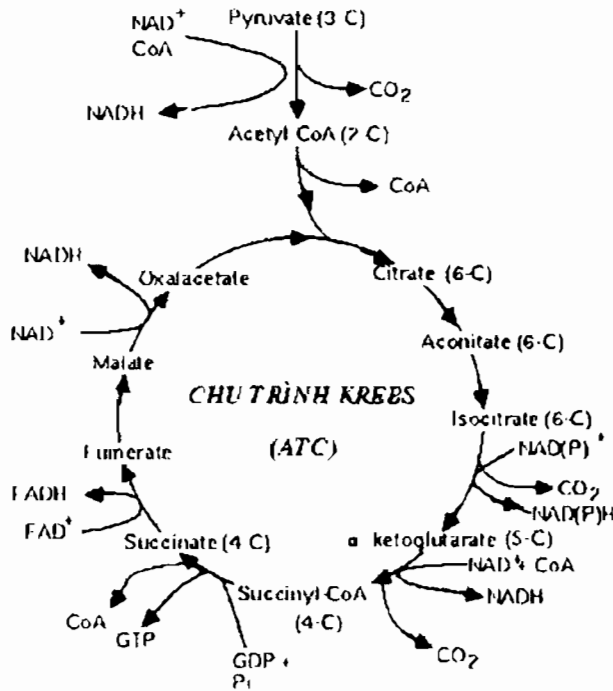 NAD+
CoA
Pyruvate (3-C)
NADH
CO2
Acetyl CoA (2-C)
CoA
NADH
Oxalacetate
Citrate (6-C)
NAD+
Aconitate (6-C)
Malate
CHU TRÌNH KREBS
(ATC)
Isocitrate (6-C)
NAD(P)+
Fumerate
CO2
NAD(P)H
FADH
FAD+
Succinate (4-C)
α ketoglutarate (5-C)
NAD+ CoA
Succinyl-CoA
(4-C)
NADH
CoA
GTP
GDP +
Pi
CO2